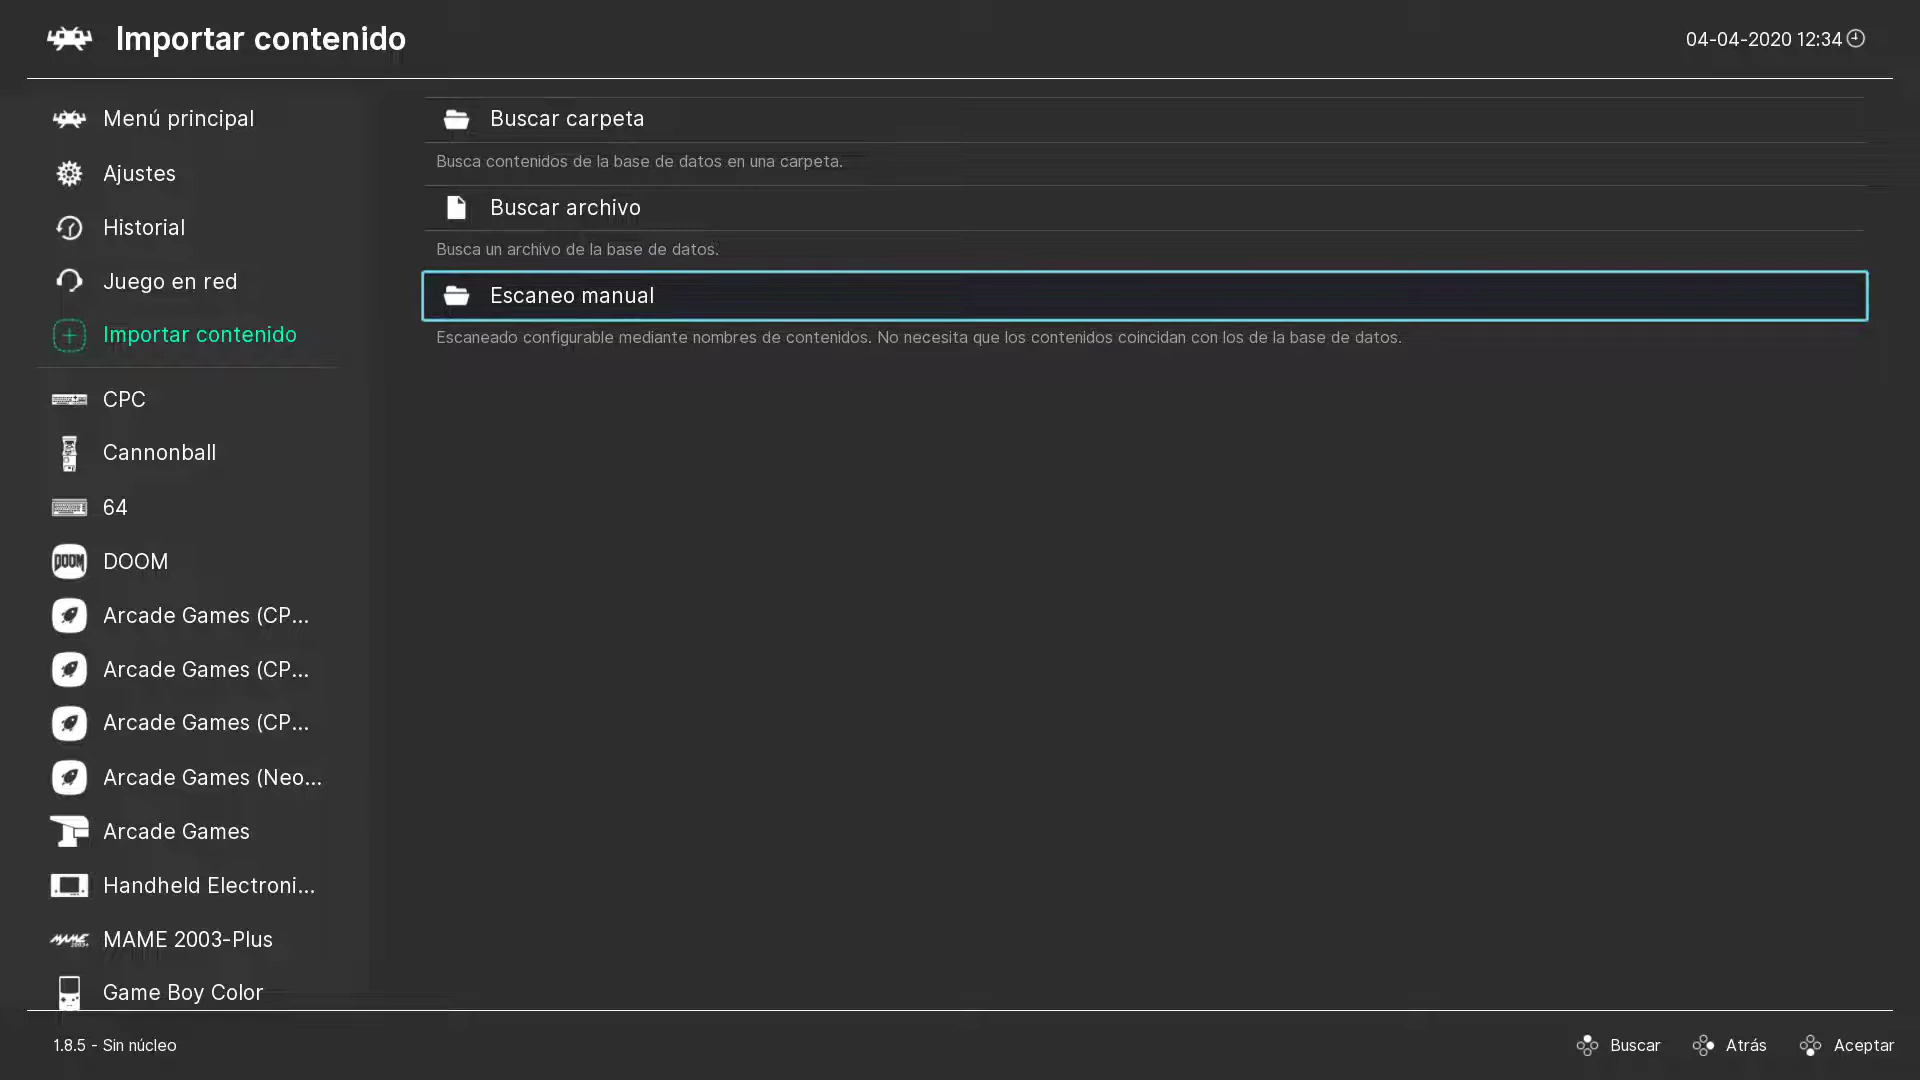 Importar contenido
04-04-2020 12:34
Menú principal
Ajustes
Historial
Juego en red
Importar contenido
CPC
Cannonball
64
DOOM
DOOM
Arcade Games (CP...
Arcade Games (CP...
Arcade Games (CP...
Arcade Games (Neo...
Arcade Games
Handheld Electroni...
MAME 2003+
MAME 2003-Plus
Game Boy Color
Buscar carpeta
Busca contenidos de la base de datos en una carpeta.
Buscar archivo
Busca un archivo de la base de datos.
Escaneo manual
Escaneado configurable mediante nombres de contenidos. No necesita que los contenidos coincidan con los de la base de datos.
1.8.5 - Sin núcleo
Buscar
Atrás
Aceptar